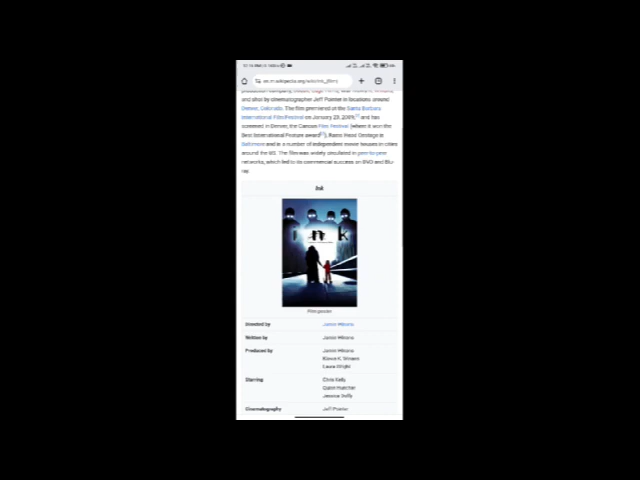 en.m.wikipedia.org/wiki/Ink_(film)
and shot by cinematographer Jeff Pointer in locations around
Denver, Colorado. The film premiered at the Santa Barbara
International Film Festival on January 23, 2009, and has
screened in Denver, the Cancun Film Festival (where it won the
Best International Feature award), Rams Head Onstage in
Baltimore and in a number of independent movie houses in cities
around the US. The film was widely circulated in peer-to-peer
networks, which led to its commercial success on DVD and Blu-
ray.
Ink
ink
Film poster
Directed by Jamin Winans
Written by Jamin Winans
Produced by Jamin Winans
Kiowa K. Winans
Laura Wright
Starring Chris Kelly
Quinn Hunchar
Jessica Duffy
Cinematography Jeff Pointer